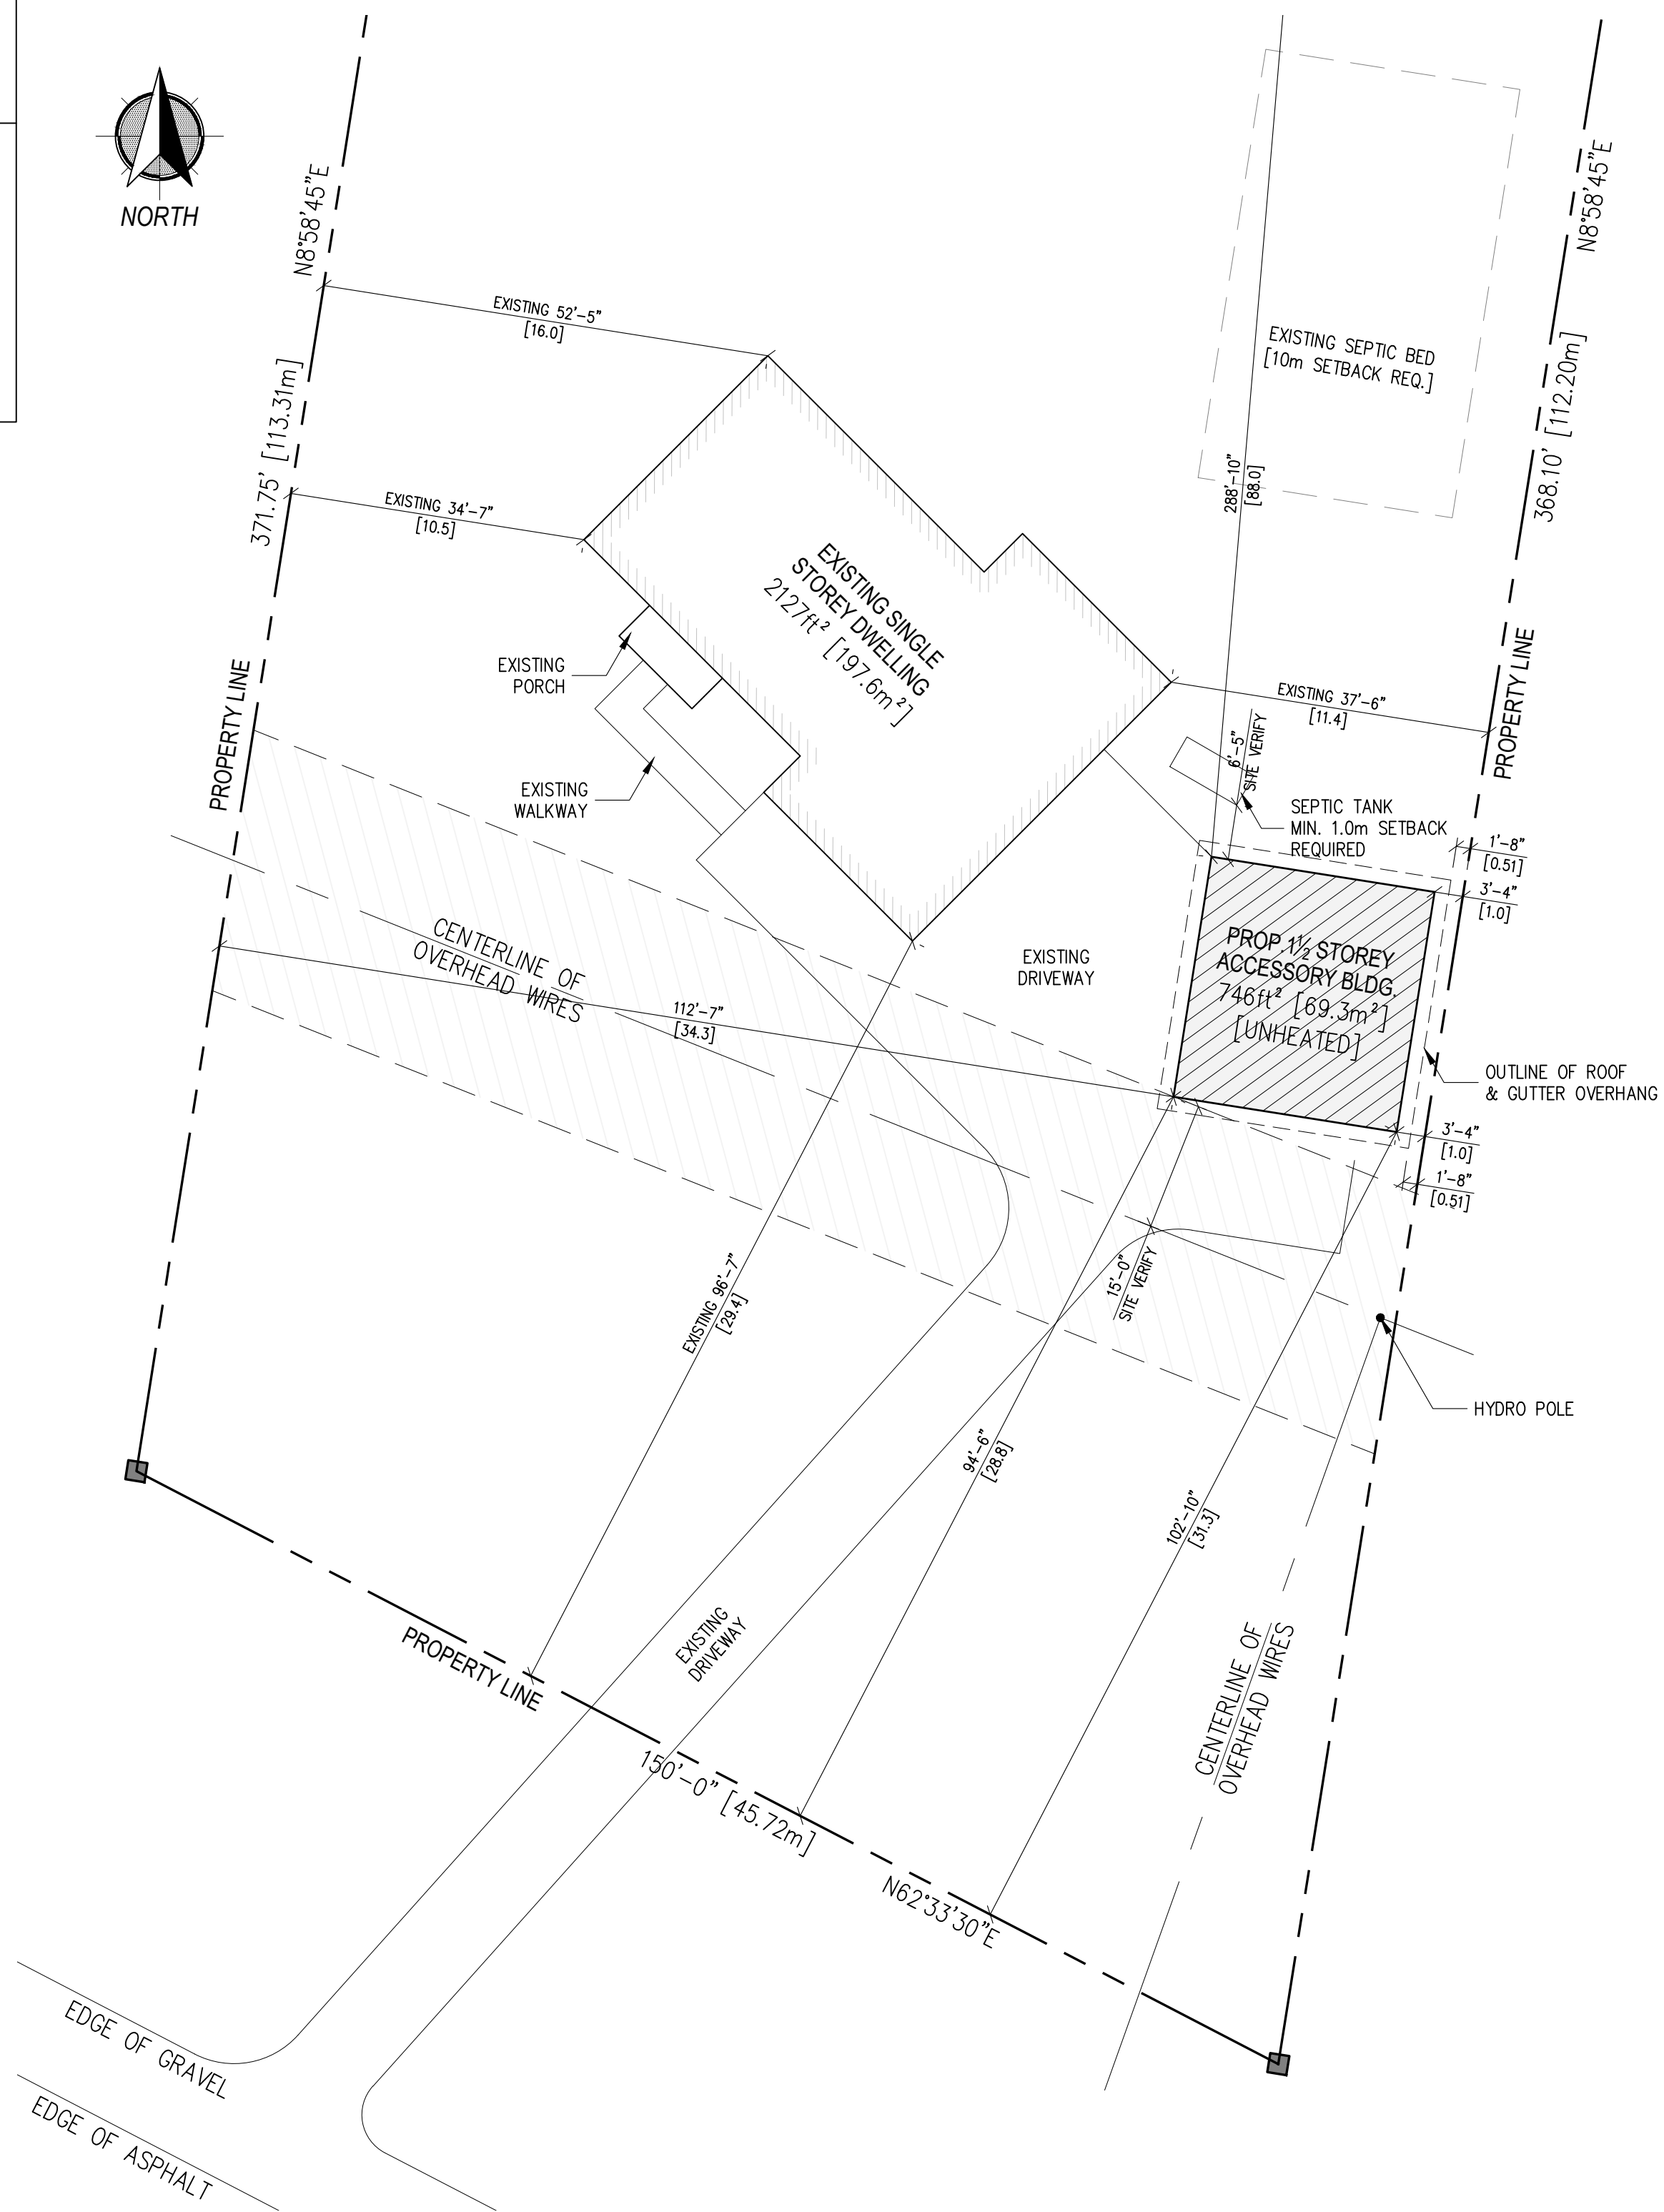 NORTH
N8°58'45"E
N8°58'45"E
EXISTING 52'-5"
[16.0]
EXISTING SEPTIC BED
[10m SETBACK REQ.]
371.75' [113.31m]
368.10' [112.20m]
288'-10"
[88.0]
EXISTING 34'-7"
[10.5]
EXISTING SINGLE
STOREY DWELLING
2127ft² [197.6m²]
EXISTING
PORCH
PROPERTY LINE
PROPERTY LINE
EXISTING 37'-6"
[11.4]
6'-5"
SITE VERIFY
EXISTING
WALKWAY
SEPTIC TANK
MIN. 1.0m SETBACK
REQUIRED
1'-8"
[0.51]
3'-4"
[1.0]
CENTERLINE OF
OVERHEAD WIRES
EXISTING
DRIVEWAY
PROP 1½ STOREY
ACCESSORY BLDG.
746ft² [69.3m²]
[UNHEATED]
112'-7"
[34.3]
OUTLINE OF ROOF
& GUTTER OVERHANG
3'-4"
[1.0]
1'-8"
[0.51]
EXISTING 96'-7"
[29.4]
15'-0"
SITE VERIFY
HYDRO POLE
94'-6"
[28.8]
102'-10"
[31.3]
EXISTING
DRIVEWAY
CENTERLINE OF
OVERHEAD WIRES
PROPERTY LINE
150'-0" [45.72m]
N62°33'30"E
EDGE OF GRAVEL
EDGE OF ASPHALT